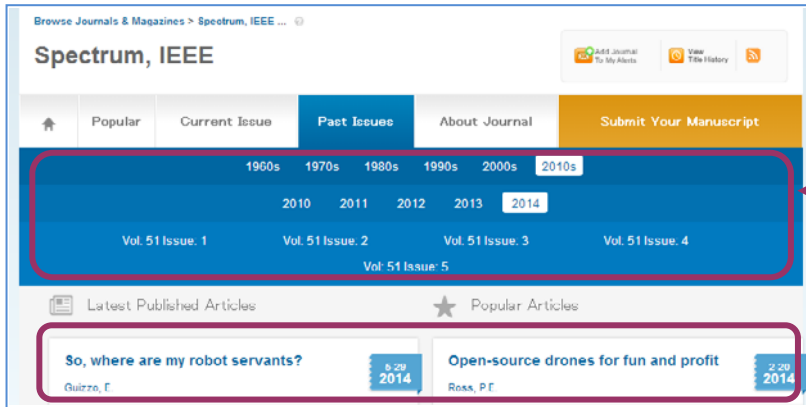 Browse Journals & Magazines > Spectrum, IEEE ...
Spectrum, IEEE
Add Journal
To My Alerts
View
Title History
Popular Current Issue Past Issues About Journal Submit Your Manuscript
1960s 1970s 1980s 1990s 2000s 2010s
2010 2011 2012 2013 2014
Vol. 51 Issue. 1 Vol. 51 Issue. 2 Vol. 51 Issue. 3 Vol. 51 Issue. 4
Vol. 51 Issue. 5
Latest Published Articles Popular Articles
So, where are my robot servants?
Guizzo, E.
5 29
2014
Open-source drones for fun and profit
Ross, P.E.
2 20
2014